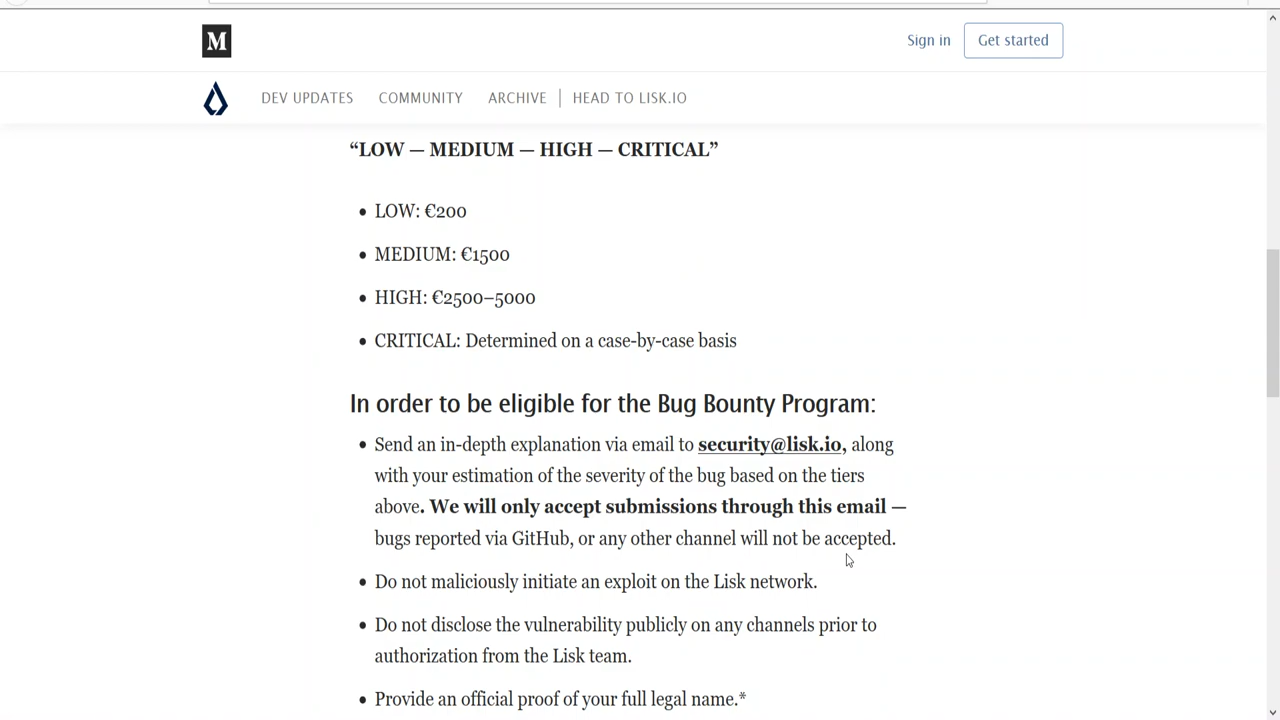 M
Sign in
Get started
DEV UPDATES COMMUNITY ARCHIVE | HEAD TO LISK.IO
“LOW — MEDIUM — HIGH — CRITICAL”
• LOW: €200
• MEDIUM: €1500
• HIGH: €2500–5000
• CRITICAL: Determined on a case-by-case basis
In order to be eligible for the Bug Bounty Program:
• Send an in-depth explanation via email to security@lisk.io, along
with your estimation of the severity of the bug based on the tiers
above. We will only accept submissions through this email —
bugs reported via GitHub, or any other channel will not be accepted.
• Do not maliciously initiate an exploit on the Lisk network.
• Do not disclose the vulnerability publicly on any channels prior to
authorization from the Lisk team.
• Provide an official proof of your full legal name.*